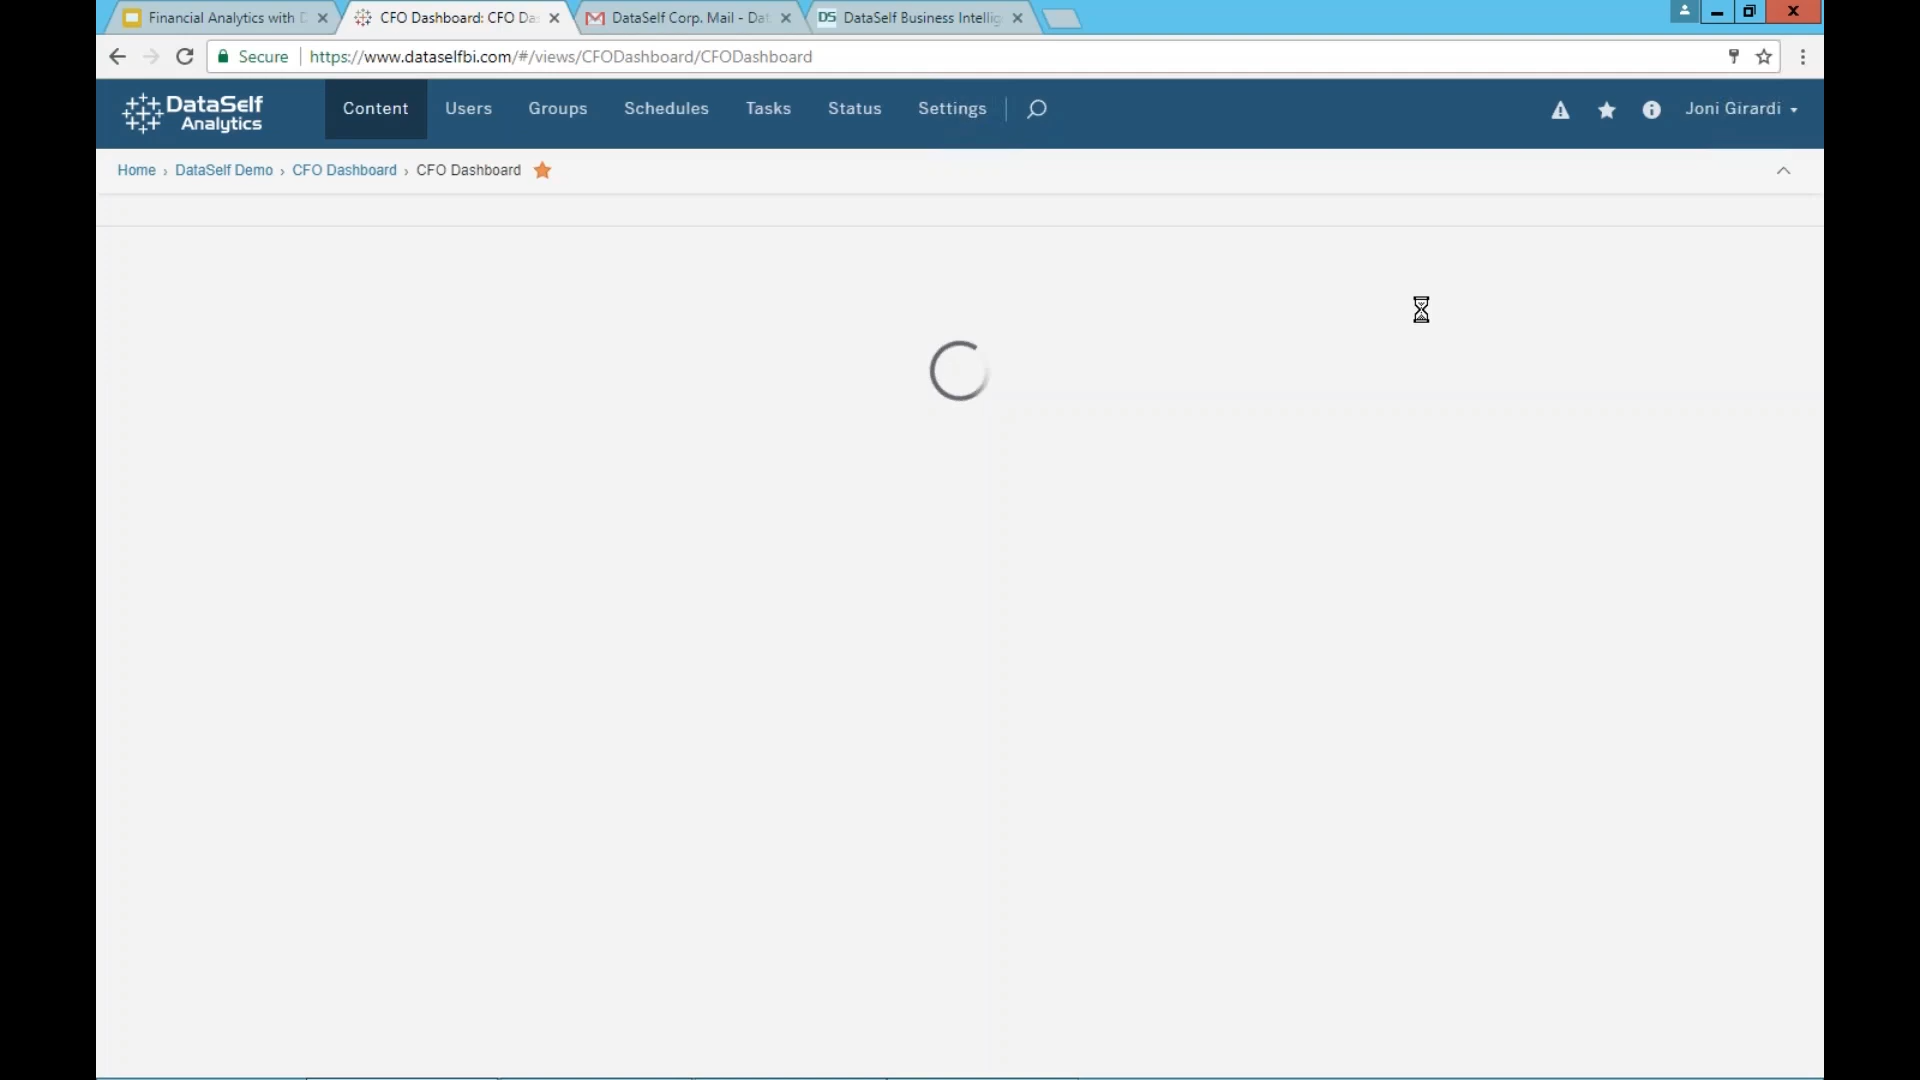 Financial Analytics with
CFO Dashboard: CFO Da
DataSelf Corp. Mail - Dat
DS DataSelf Business Intellig
Secure
https://www.dataselfbi.com/#/views/CFODashboard/CFODashboard
DataSelf
Analytics
Content
Users
Groups
Schedules
Tasks
Status
Settings
Joni Girardi
Home › DataSelf Demo › CFO Dashboard › CFO Dashboard